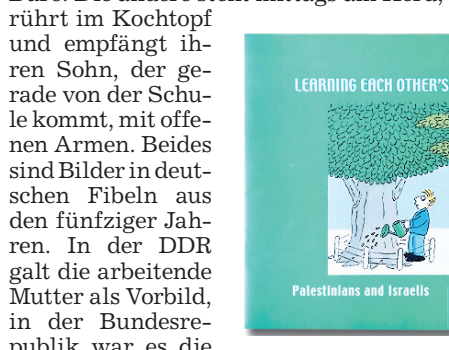 rührt im Kochtopf
und empfängt ih-
ren Sohn, der ge-
rade von der Schu-
le kommt, mit offe-
nen Armen. Beides
sind Bilder in deut-
schen Fibeln aus
den fünfziger Jah-
ren. In der DDR
galt die arbeitende
Mutter als Vorbild,
in der Bundesre-
publik war es die
LEARNING EACH OTHER'S
Palestinians and Israelis